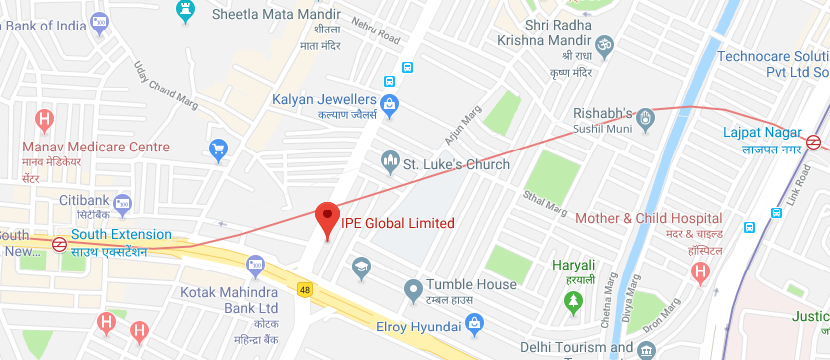 Bank of India
Sheetla Mata Mandir
शीतला
माता मंदिर
Nehru Road
Shri Radha
Krishna Mandir
श्री राधा
कृष्ण मंदिर
Technocare Soluti
Pvt Ltd So
Uday Chand Marg
Kalyan Jewellers
कल्याण ज्वैलर्स
Arjun Marg
Rishabh's
Sushil Muni
Lajpat Nagar
लाजपत नगर
Manav Medicare Centre
मानव मेडिकेयर
सेंटर
St. Luke's Church
Sthal Marg
Link Road
Citibank
सिटीबैंक
IPE Global Limited
Mother & Child Hospital
मदर & चाइल्ड
हॉस्पिटल
South
New...
South Extension
साउथ एक्सटेंशन
Haryali
हरयाली
Kotak Mahindra
Bank Ltd
कोटक
महिन्द्रा बैंक
48
Tumble House
टम्बल हाउस
Elroy Hyundai
Chetna Marg
Divya Marg
Dron Marg
Justic
Delhi Tourism and